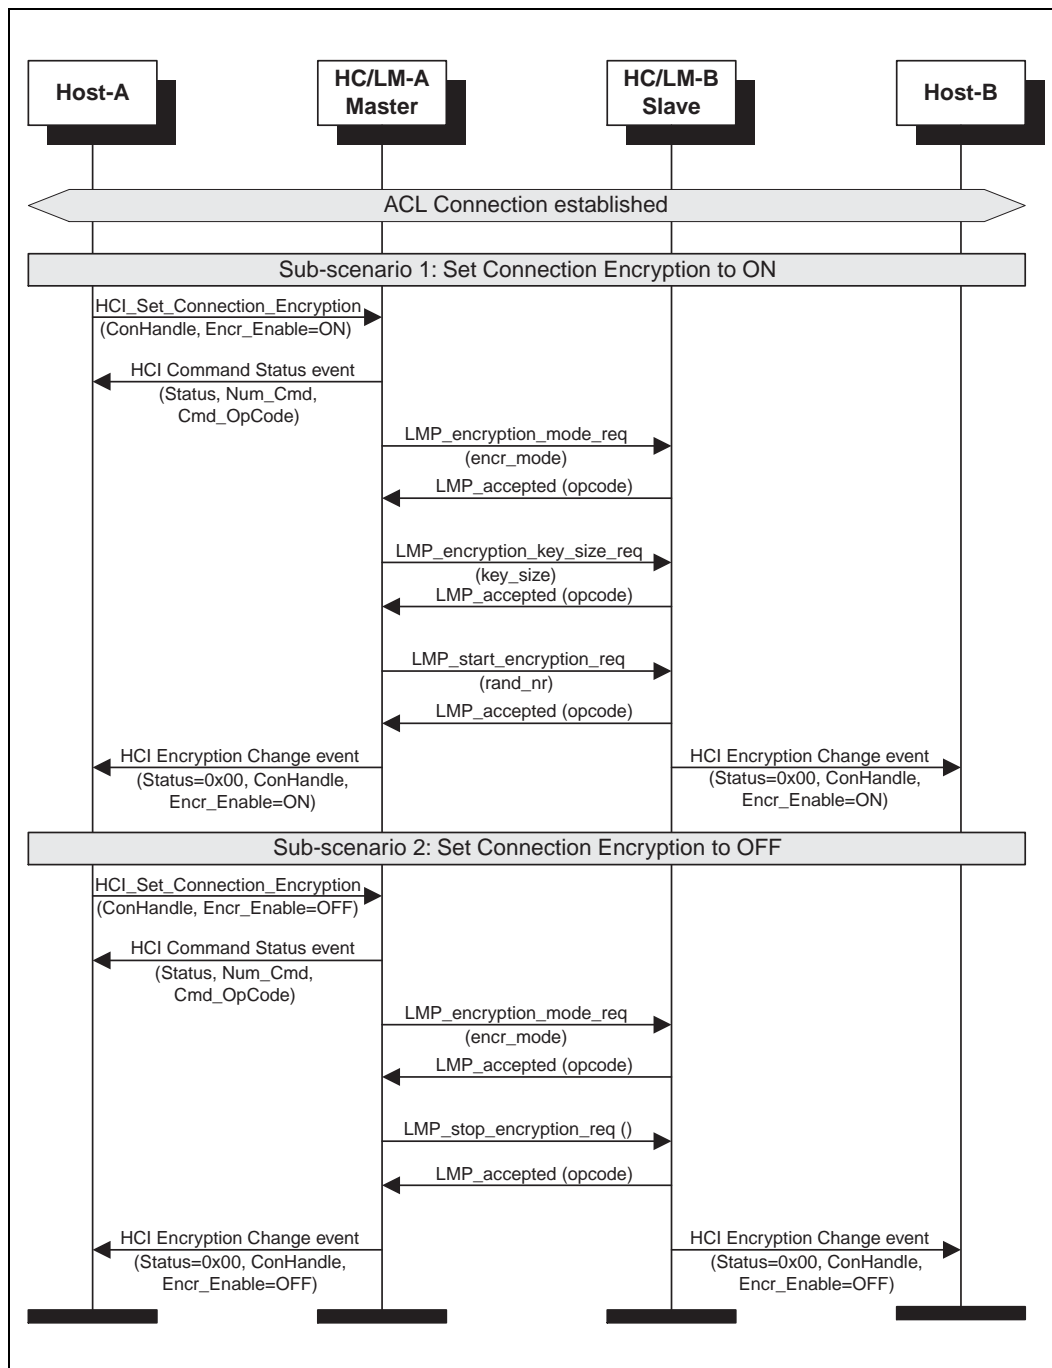 Host-A
HC/LM-A
Master
HC/LM-B
Slave
Host-B
ACL Connection established
Sub-scenario 1: Set Connection Encryption to ON
HCI_Set_Connection_Encryption
(ConHandle, Encr_Enable=ON)
HCI Command Status event
(Status, Num_Cmd,
Cmd_OpCode)
LMP_encryption_mode_req
(encr_mode)
LMP_accepted (opcode)
LMP_encryption_key_size_req
(key_size)
LMP_accepted (opcode)
LMP_start_encryption_req
(rand_nr)
LMP_accepted (opcode)
HCI Encryption Change event
(Status=0x00, ConHandle,
Encr_Enable=ON)
HCI Encryption Change event
(Status=0x00, ConHandle,
Encr_Enable=ON)
Sub-scenario 2: Set Connection Encryption to OFF
HCI_Set_Connection_Encryption
(ConHandle, Encr_Enable=OFF)
HCI Command Status event
(Status, Num_Cmd,
Cmd_OpCode)
LMP_encryption_mode_req
(encr_mode)
LMP_accepted (opcode)
LMP_stop_encryption_req ()
LMP_accepted (opcode)
HCI Encryption Change event
(Status=0x00, ConHandle,
Encr_Enable=OFF)
HCI Encryption Change event
(Status=0x00, ConHandle,
Encr_Enable=OFF)